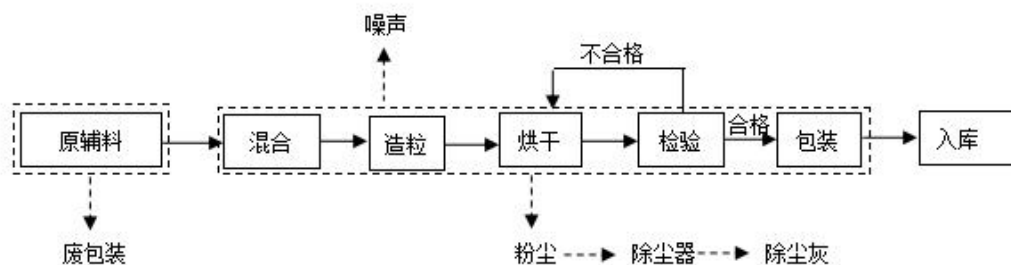 噪声
不合格
原辅料
混合
造粒
烘干
检验
合格
包装
入库
废包装
粉尘
除尘器
除尘灰